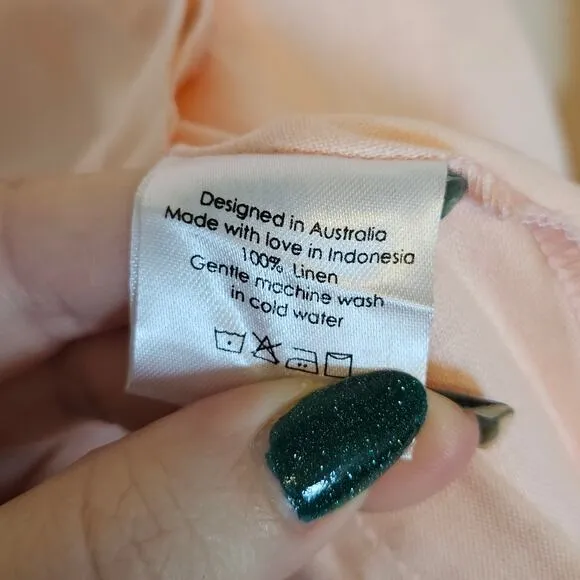 Designed in Australia
Made with love in Indonesia
100% Linen
Gentle machine wash
in cold water